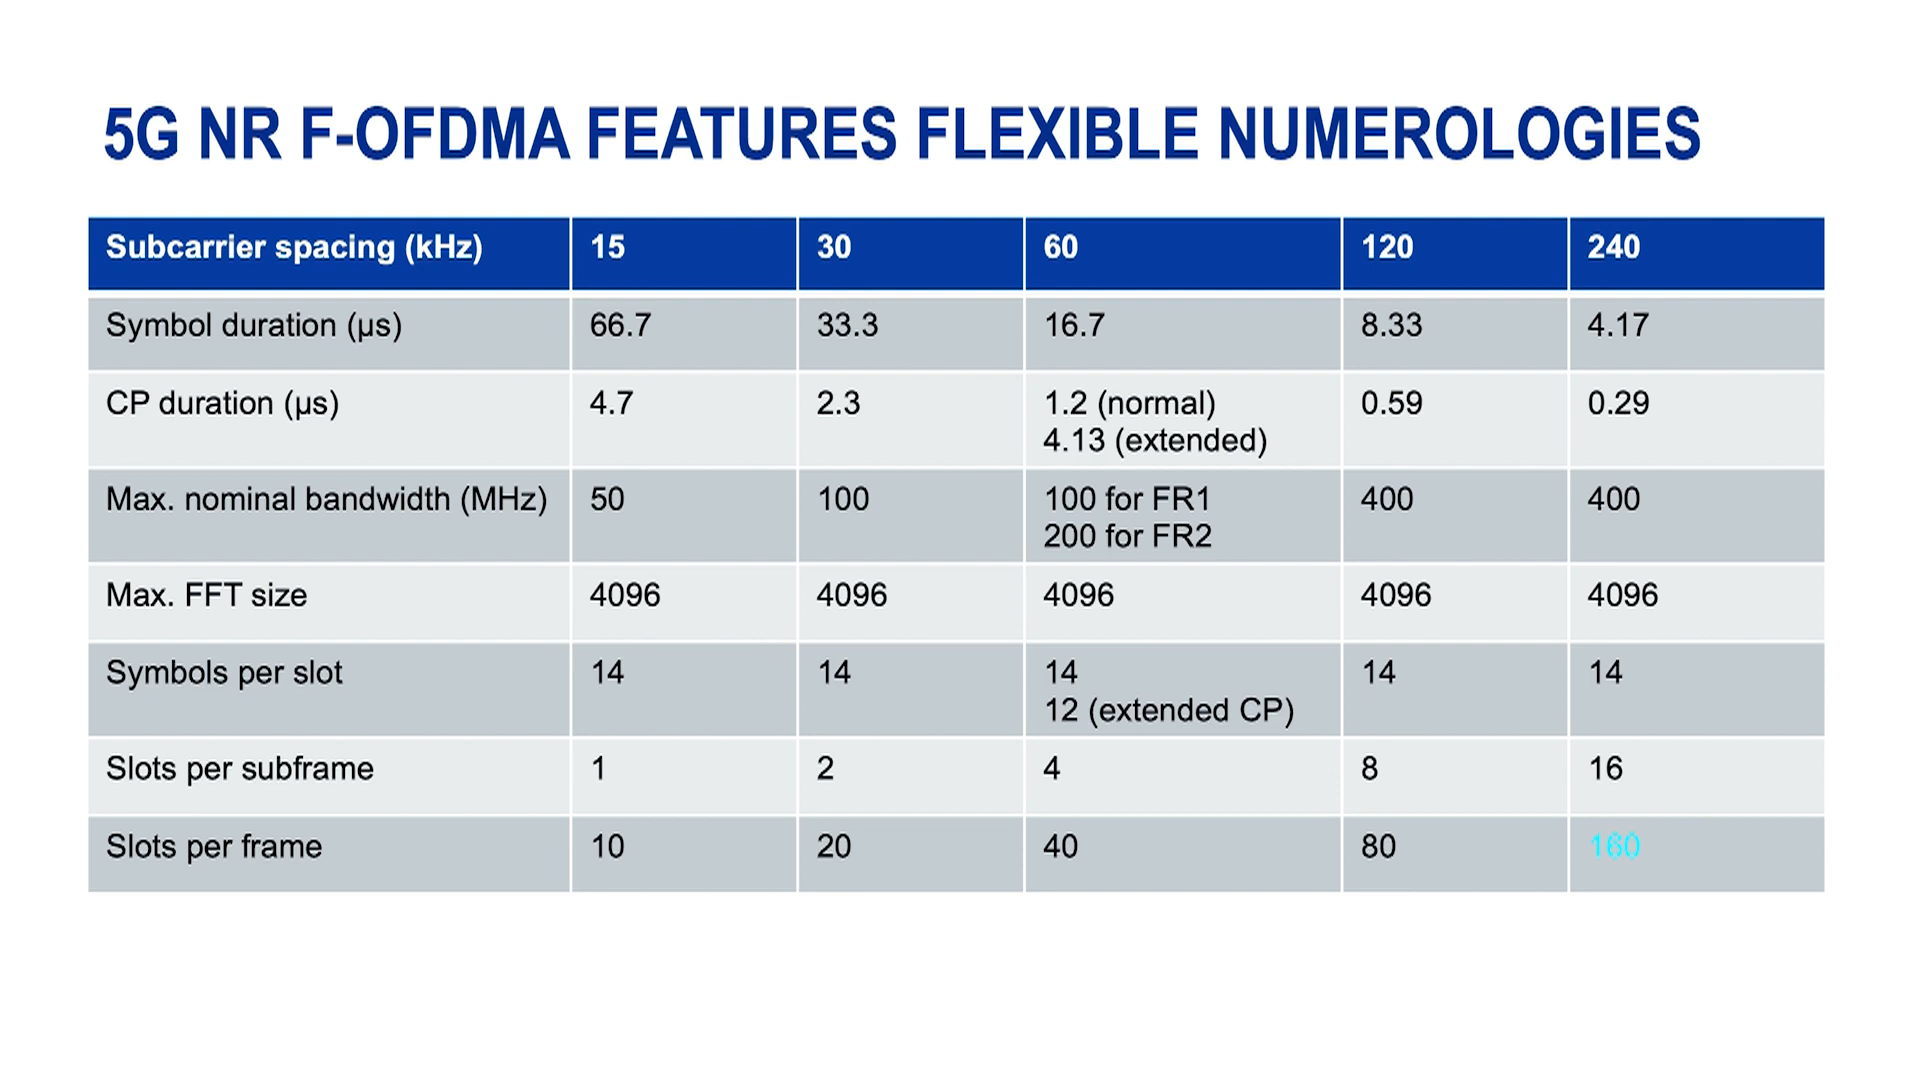 5G NR F-OFDMA FEATURES FLEXIBLE NUMEROLOGIES
Subcarrier spacing (kHz) 15 30 60 120 240
Symbol duration (µs) 66.7 33.3 16.7 8.33 4.17
CP duration (µs) 4.7 2.3 1.2 (normal) 0.59 0.29
4.13 (extended)
Max. nominal bandwidth (MHz) 50 100 100 for FR1 400 400
200 for FR2
Max. FFT size 4096 4096 4096 4096 4096
Symbols per slot 14 14 14 14 14
12 (extended CP)
Slots per subframe 1 2 4 8 16
Slots per frame 10 20 40 80 160